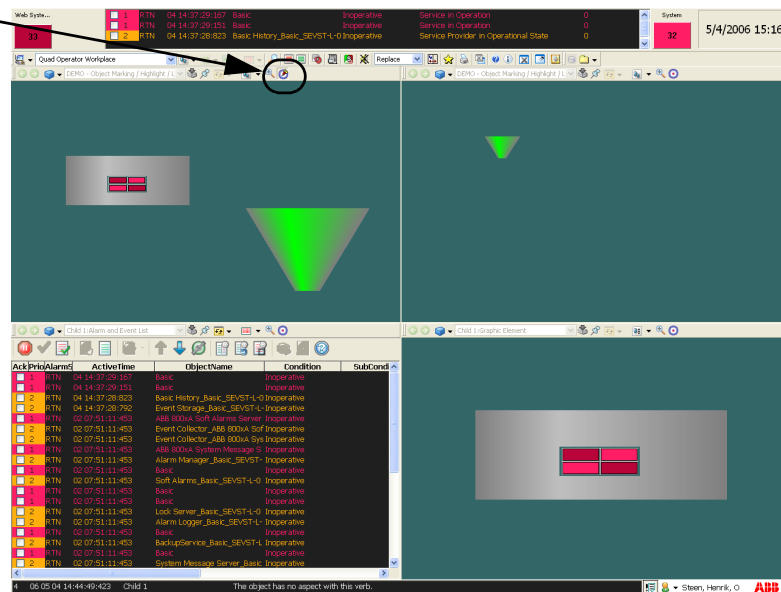 Web Syste...
33
1 RTN 04 14:37:29:167 Basic Inoperative Service in Operation 0
1 RTN 04 14:37:29:151 Basic Inoperative Service in Operation 0
2 RTN 04 14:37:28:823 Basic History_Basic_SEVST-L-0 Inoperative Service Provider in Operational State 0
System
32
5/4/2006 15:16
Quad Operator Workplace
Replace
DEMO - Object Marking / Highlight / L
DEMO - Object Marking / Highlight / L
Child 1:Alarm and Event List
Child 1:Graphic Element
Ack Prio AlarmS ActiveTime ObjectName Condition SubCondi
1 RTN 04 14:37:29:167 Basic Inoperative
1 RTN 04 14:37:29:151 Basic Inoperative
2 RTN 04 14:37:28:823 Basic History_Basic_SEVST-L-0 Inoperative
2 RTN 04 14:37:28:792 Event Storage_Basic_SEVST-L- Inoperative
1 RTN 02 07:51:11:453 ABB 800xA Soft Alarms Server Inoperative
2 RTN 02 07:51:11:453 Event Collector_ABB 800xA Sof Inoperative
2 RTN 02 07:51:11:453 Event Collector_ABB 800xA Sys Inoperative
1 RTN 02 07:51:11:453 ABB 800xA System Message S Inoperative
2 RTN 02 07:51:11:453 Alarm Manager_Basic_SEVST- Inoperative
1 RTN 02 07:51:11:453 Basic Inoperative
2 RTN 02 07:51:11:453 Soft Alarms_Basic_SEVST-L-0 Inoperative
1 RTN 02 07:51:11:453 Basic Inoperative
1 RTN 02 07:51:11:453 Basic Inoperative
2 RTN 02 07:51:11:453 Lock Server_Basic_SEVST-L-0 Inoperative
2 RTN 02 07:51:11:453 Alarm Logger_Basic_SEVST-L- Inoperative
1 RTN 02 07:51:11:453 Basic Inoperative
2 RTN 02 07:51:11:453 BackupService_Basic_SEVST-L Inoperative
1 RTN 02 07:51:11:453 Basic Inoperative
2 RTN 02 07:51:11:453 System Message Server_Basic Inoperative
4 06 05 04 14:44:49:423 Child 1 The object has no aspect with this verb.
Steen, Henrik, O ABB